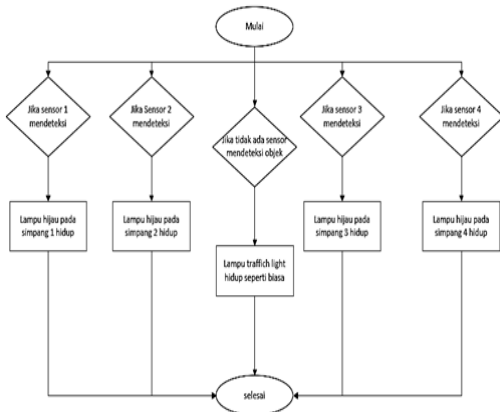 Mulai
Jika sensor 1
mendeteksi
Jika Sensor 2
mendeteksi
Jika tidak ada sensor
mendeteksi objek
Jika sensor 3
mendeteksi
Jika sensor 4
mendeteksi
Lampu hijau pada
simpang 1 hidup
Lampu hijau pada
simpang 2 hidup
Lampu traffich light
hidup seperti biasa
Lampu hijau pada
simpang 3 hidup
Lampu hijau pada
simpang 4 hidup
selesai